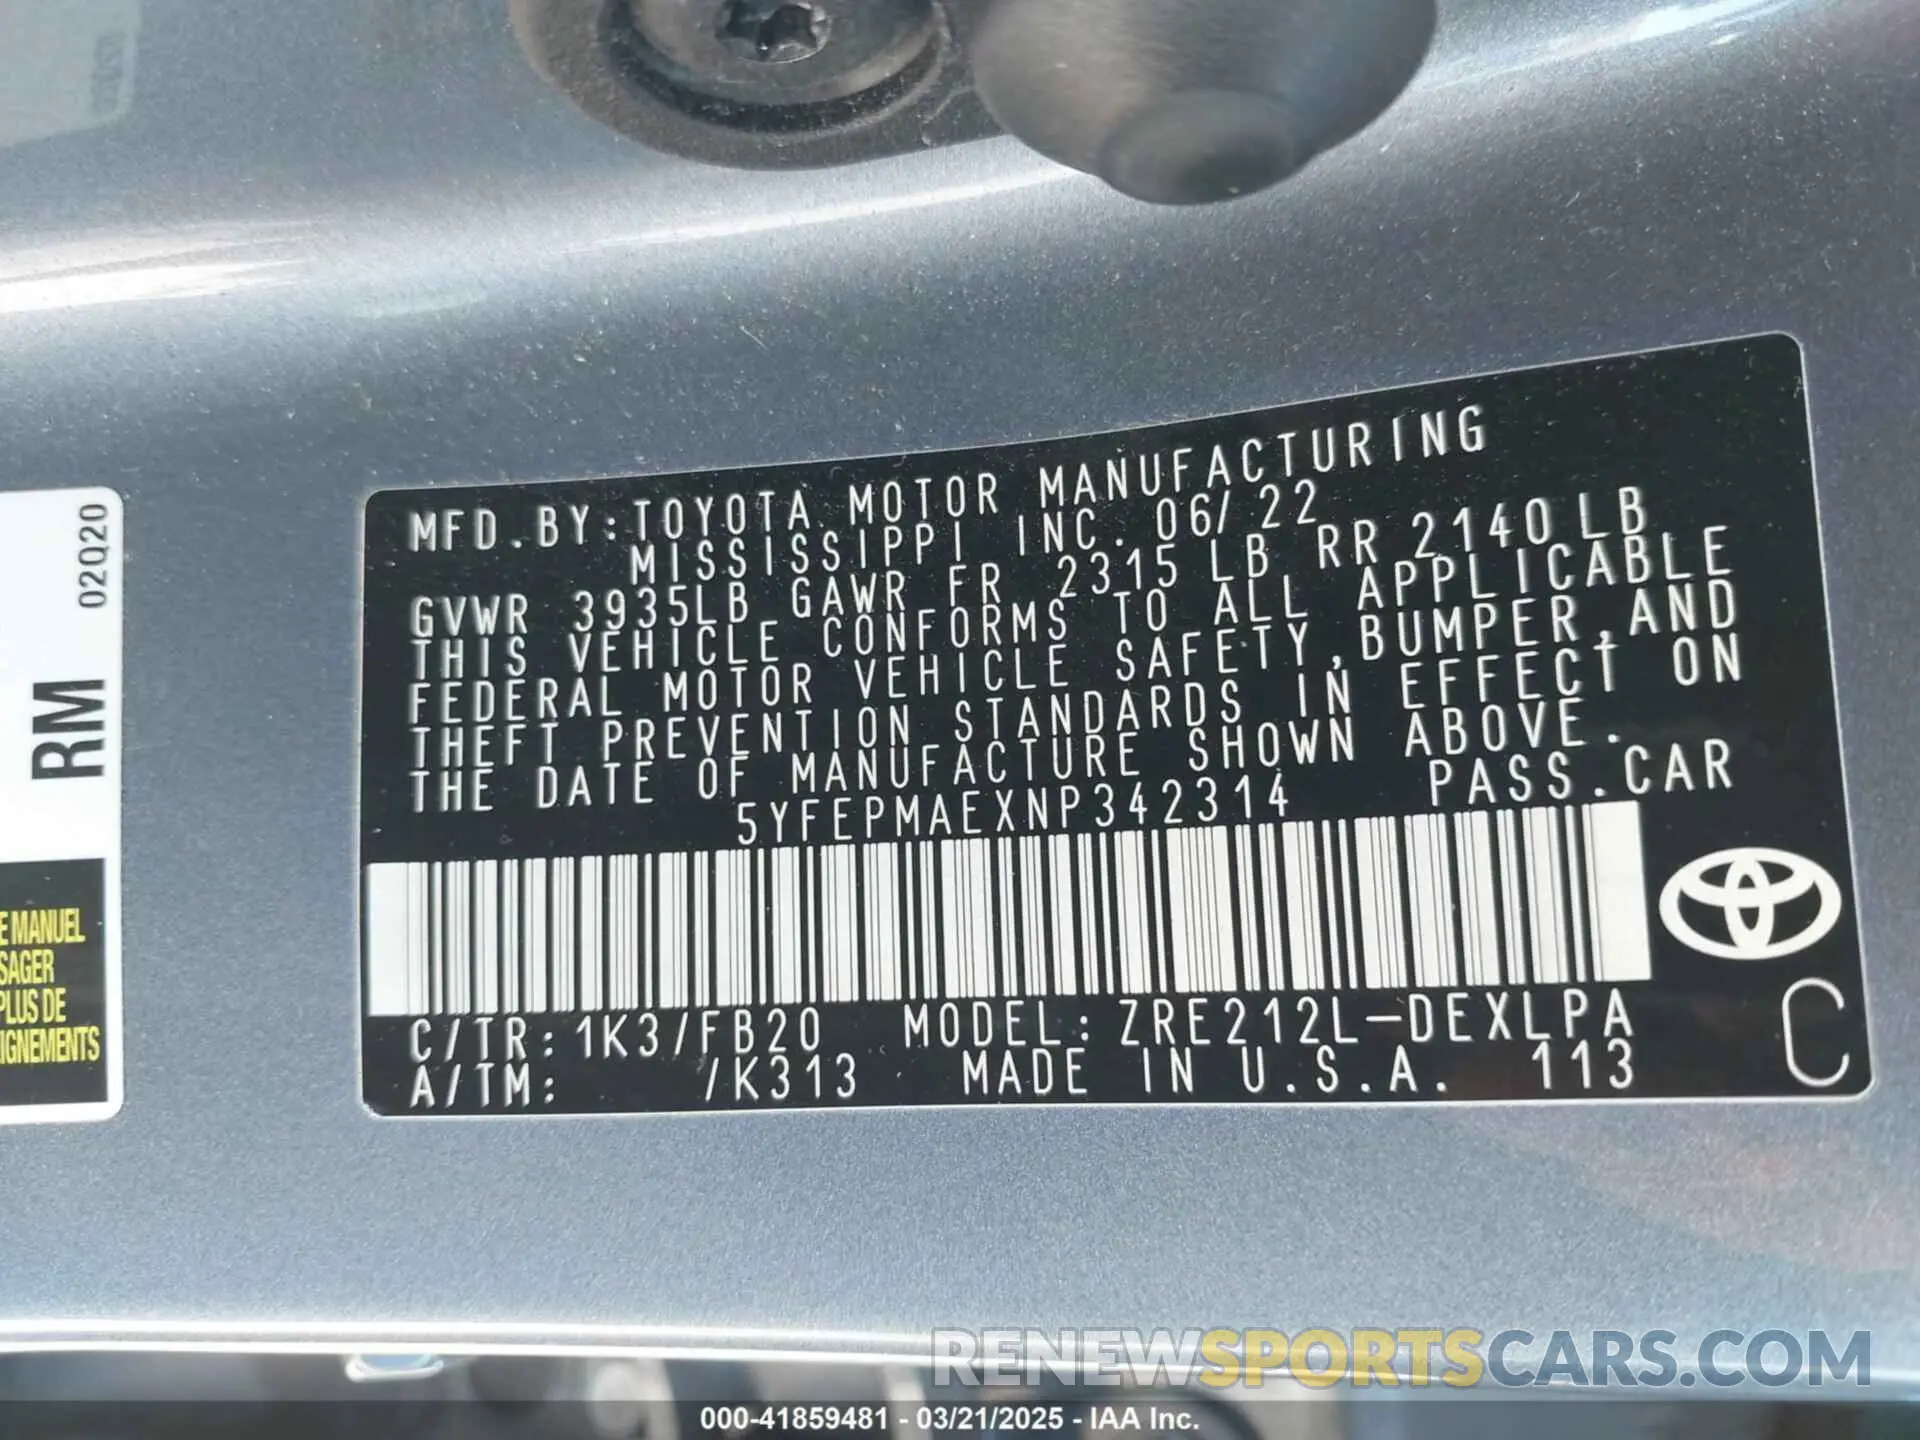 MFD.BY:TOYOTA MOTOR MANUFACTURING
MISSISSIPPI INC. 06/22
GVWR 3935LB GAWR FR 2315 LB RR 2140 LB
THIS VEHICLE CONFORMS TO ALL APPLICABLE
FEDERAL MOTOR VEHICLE SAFETY, BUMPER, AND
THEFT PREVENTION STANDARDS IN EFFECT ON
THE DATE OF MANUFACTURE SHOWN ABOVE.
5YFEPMAEXNP342314 PASS.CAR
C/TR:1K3/FB20 MODEL:ZRE212L-DEXLPA
A/TM: /K313 MADE IN U.S.A. 113
C
02Q20
RM
E MANUEL
SAGER
PLUS DE
IGNEMENTS
RENEWSPORTSCARS.COM
000-41859481 - 03/21/2025 - IAA Inc.